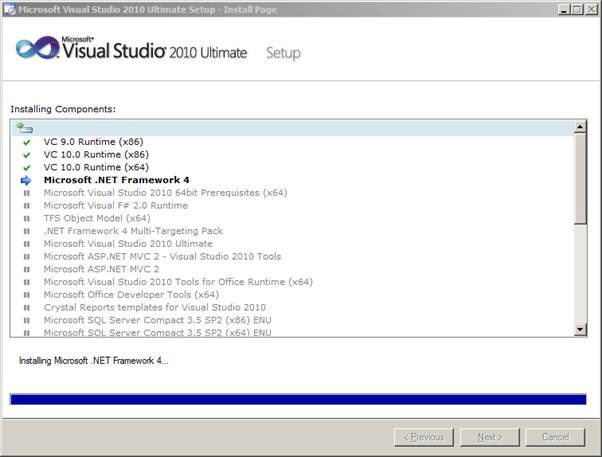 Microsoft Visual Studio 2010 Ultimate Setup - Install Page
Microsoft®
Visual Studio® 2010 Ultimate Setup
Installing Components:
VC 9.0 Runtime (x86)
VC 10.0 Runtime (x86)
VC 10.0 Runtime (x64)
Microsoft .NET Framework 4
Microsoft Visual Studio 2010 64bit Prerequisites (x64)
Microsoft Visual F# 2.0 Runtime
TFS Object Model (x64)
.NET Framework 4 Multi-Targeting Pack
Microsoft Visual Studio 2010 Ultimate
Microsoft ASP.NET MVC 2 - Visual Studio 2010 Tools
Microsoft ASP.NET MVC 2
Microsoft Visual Studio 2010 Tools for Office Runtime (x64)
Microsoft Office Developer Tools (x64)
Crystal Reports templates for Visual Studio 2010
Microsoft SQL Server Compact 3.5 SP2 (x86) ENU
Microsoft SQL Server Compact 3.5 SP2 (x64) ENU
Installing Microsoft .NET Framework 4...
< Previous Next > Cancel